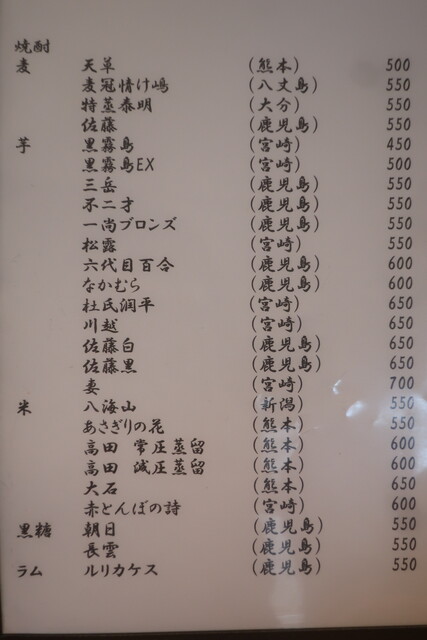 焼酎
麦 天草 (熊本) 500
麦冠情け嶋 (八丈島) 550
特蒸泰明 (大分) 550
佐藤 (鹿児島) 550
芋 黒霧島 (宮崎) 450
黒霧島EX (宮崎) 500
三岳 (鹿児島) 550
不二才 (鹿児島) 550
一尚ブロンズ (鹿児島) 550
松露 (宮崎) 550
六代目百合 (鹿児島) 600
なかむら (鹿児島) 600
杜氏潤平 (宮崎) 650
川越 (宮崎) 650
佐藤白 (鹿児島) 650
佐藤黒 (鹿児島) 650
妻 (宮崎) 700
米 八海山 (新潟) 550
あさぎりの花 (熊本) 550
高田 常圧蒸留 (熊本) 600
高田 減圧蒸留 (熊本) 600
大石 (熊本) 650
赤とんぼの詩 (宮崎) 600
黒糖 朝日 (鹿児島) 550
長雲 (鹿児島) 550
ラム ルリカケス (鹿児島) 550